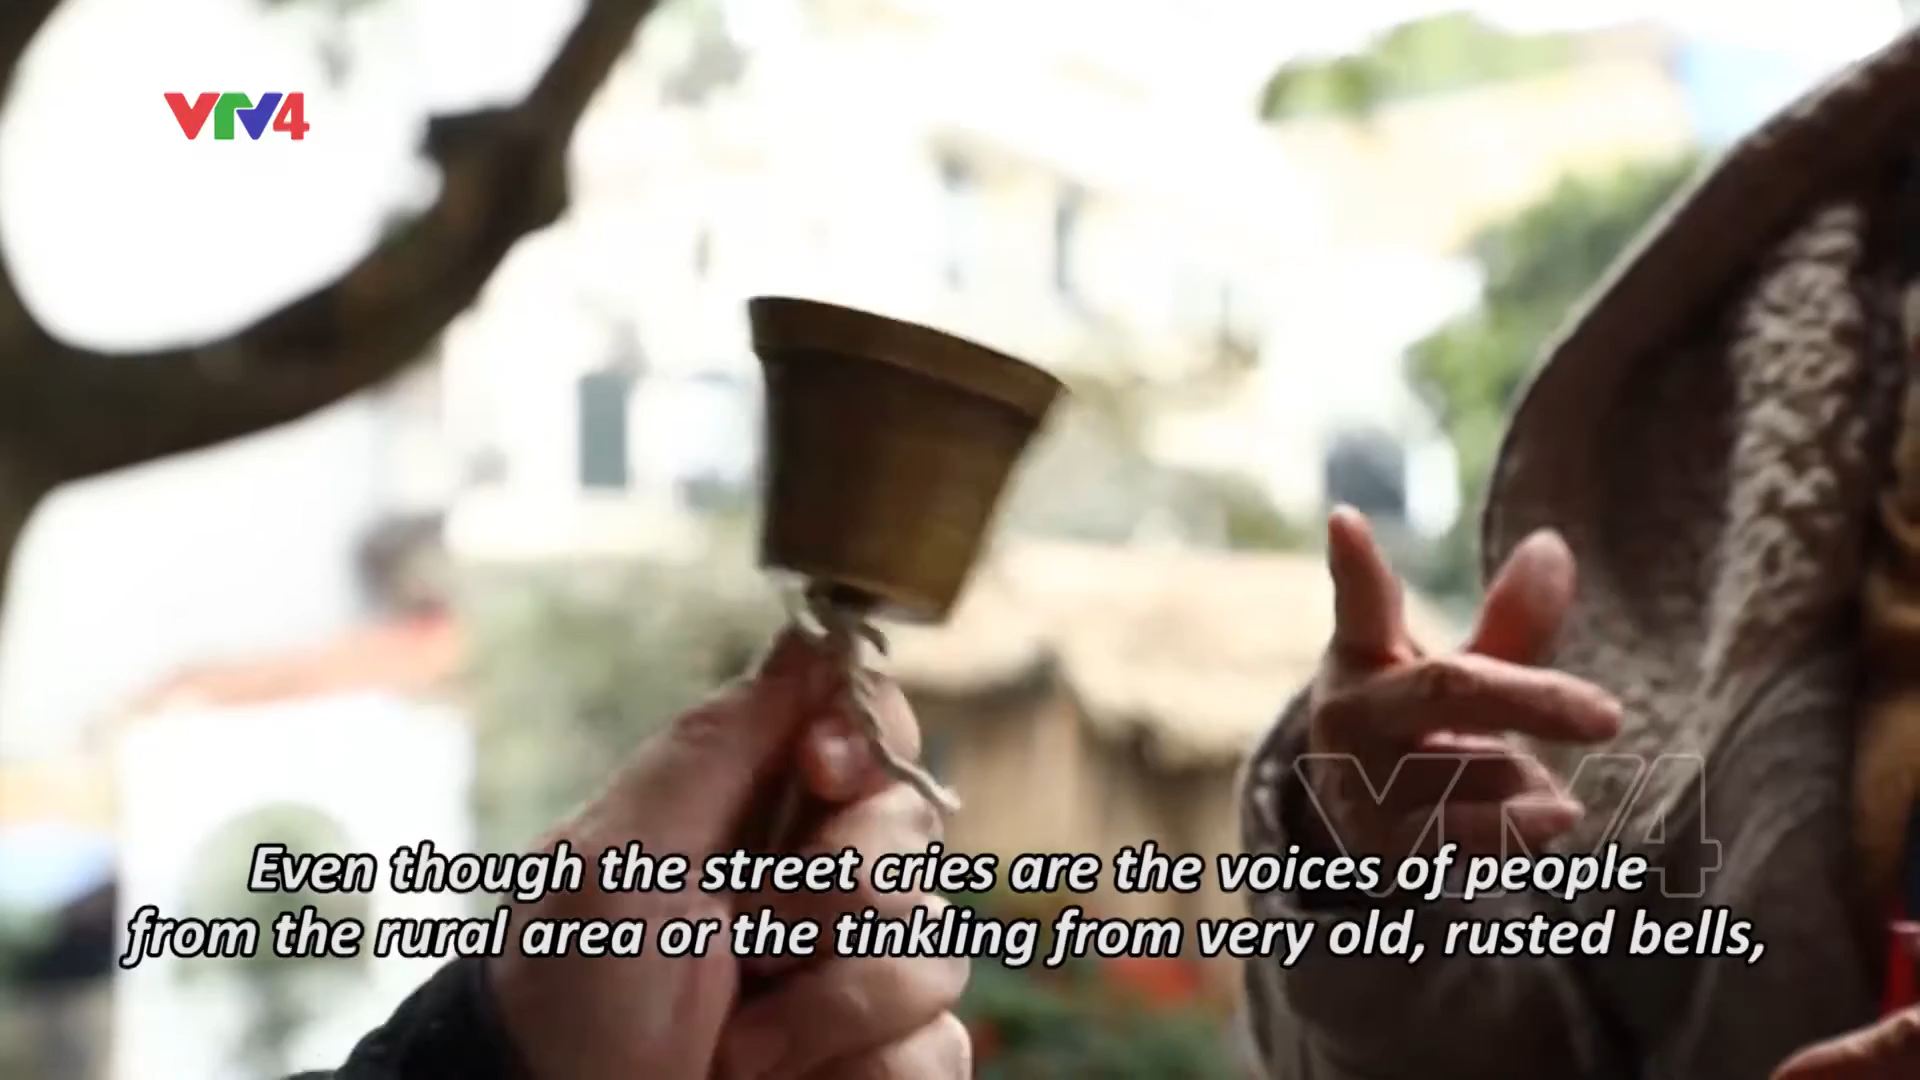 VTV4
Even though the street cries are the voices of people
from the rural area or the tinkling from very old, rusted bells,
VTV4